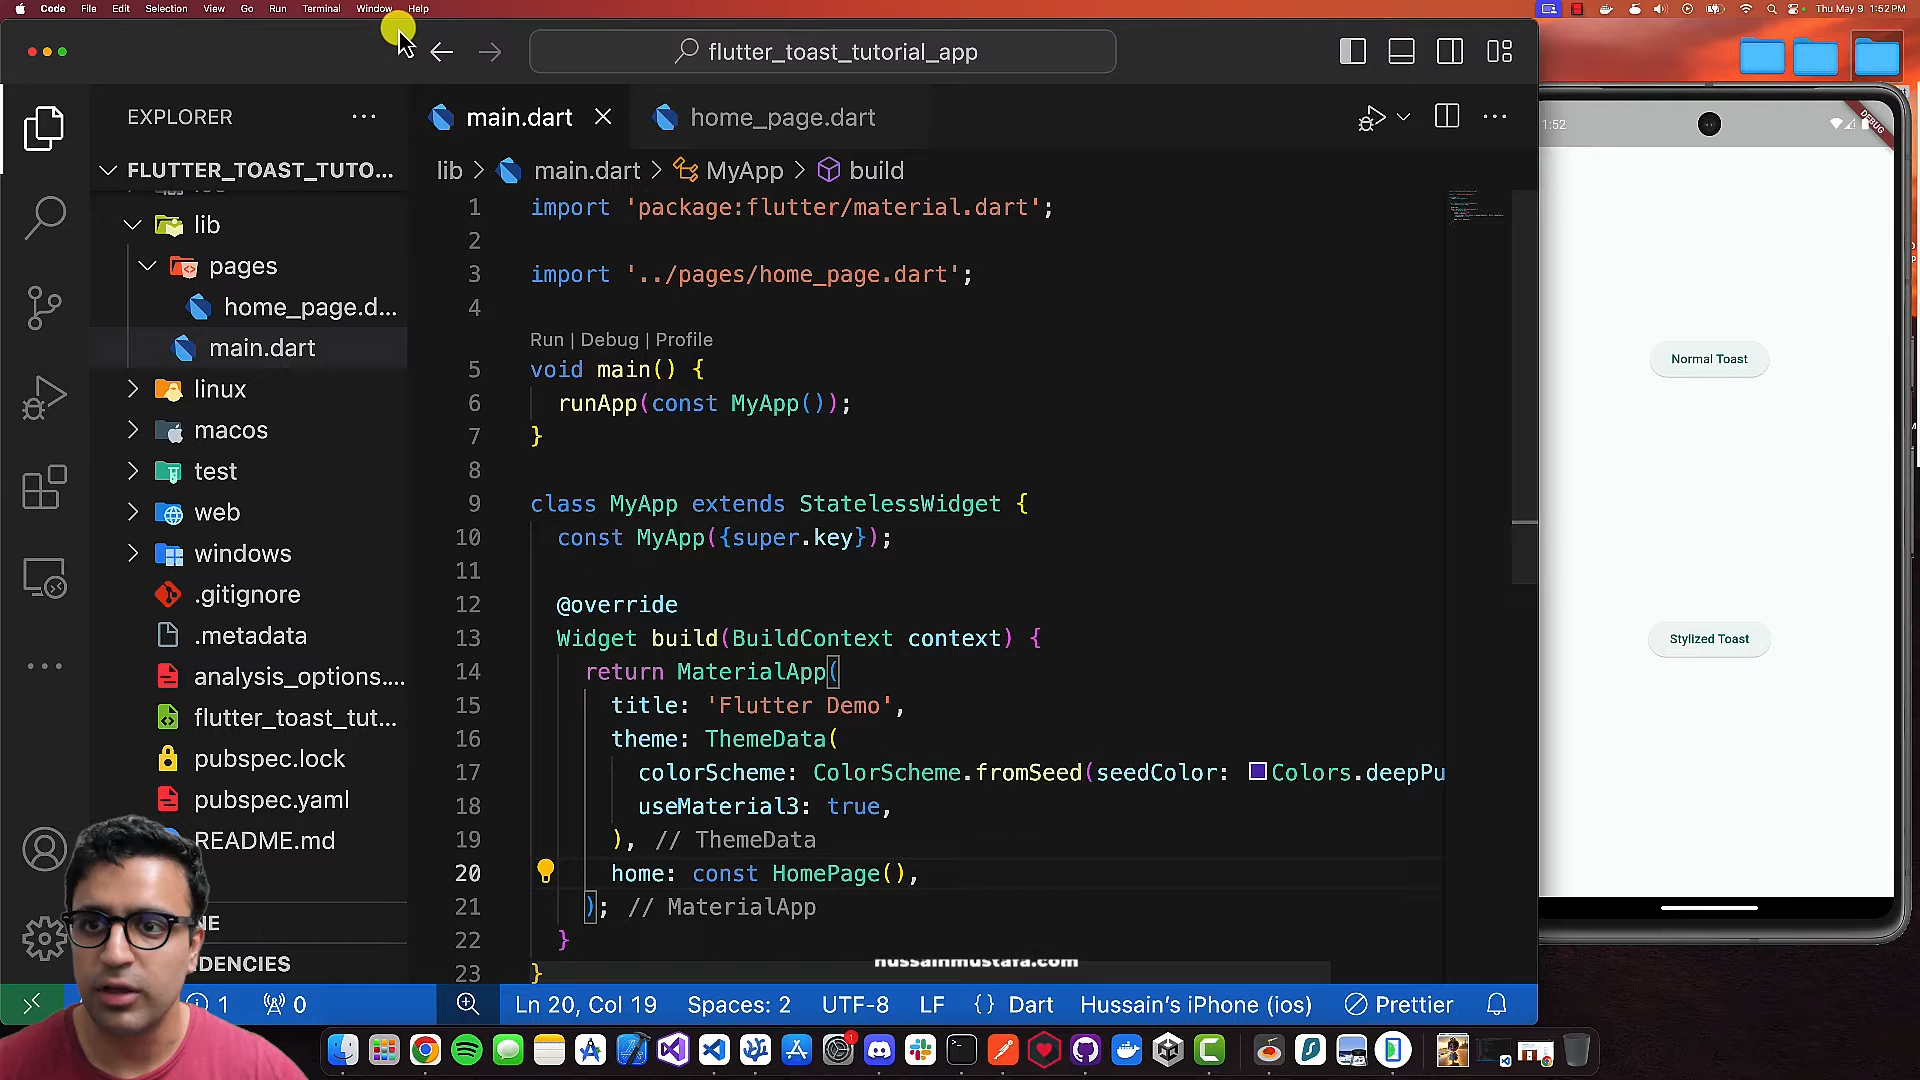 Code File Edit Selection View Go Run Terminal Window Help
Thu May 9 1:52 PM
flutter_toast_tutorial_app
EXPLORER
FLUTTER_TOAST_TUTO...
lib
pages
home_page.d...
main.dart
linux
macos
test
web
windows
.gitignore
.metadata
analysis_options....
flutter_toast_tut...
pubspec.lock
pubspec.yaml
README.md
NE
DENCIES
main.dart
home_page.dart
lib > main.dart > MyApp > build
1 import 'package:flutter/material.dart';
2
3 import '../pages/home_page.dart';
4
Run | Debug | Profile
5 void main() {
6 runApp(const MyApp());
7 }
8
9 class MyApp extends StatelessWidget {
10 const MyApp({super.key});
11
12 @override
13 Widget build(BuildContext context) {
14 return MaterialApp(
15 title: 'Flutter Demo',
16 theme: ThemeData(
17 colorScheme: ColorScheme.fromSeed(seedColor: Colors.deepPu
18 useMaterial3: true,
19 ), // ThemeData
20 home: const HomePage(),
21 ); // MaterialApp
22 }
23 }
hussainmustafa.com
1 0
Ln 20, Col 19 Spaces: 2 UTF-8 LF {} Dart Hussain's iPhone (ios) Prettier
1:52
DEBUG
Normal Toast
Stylized Toast
1